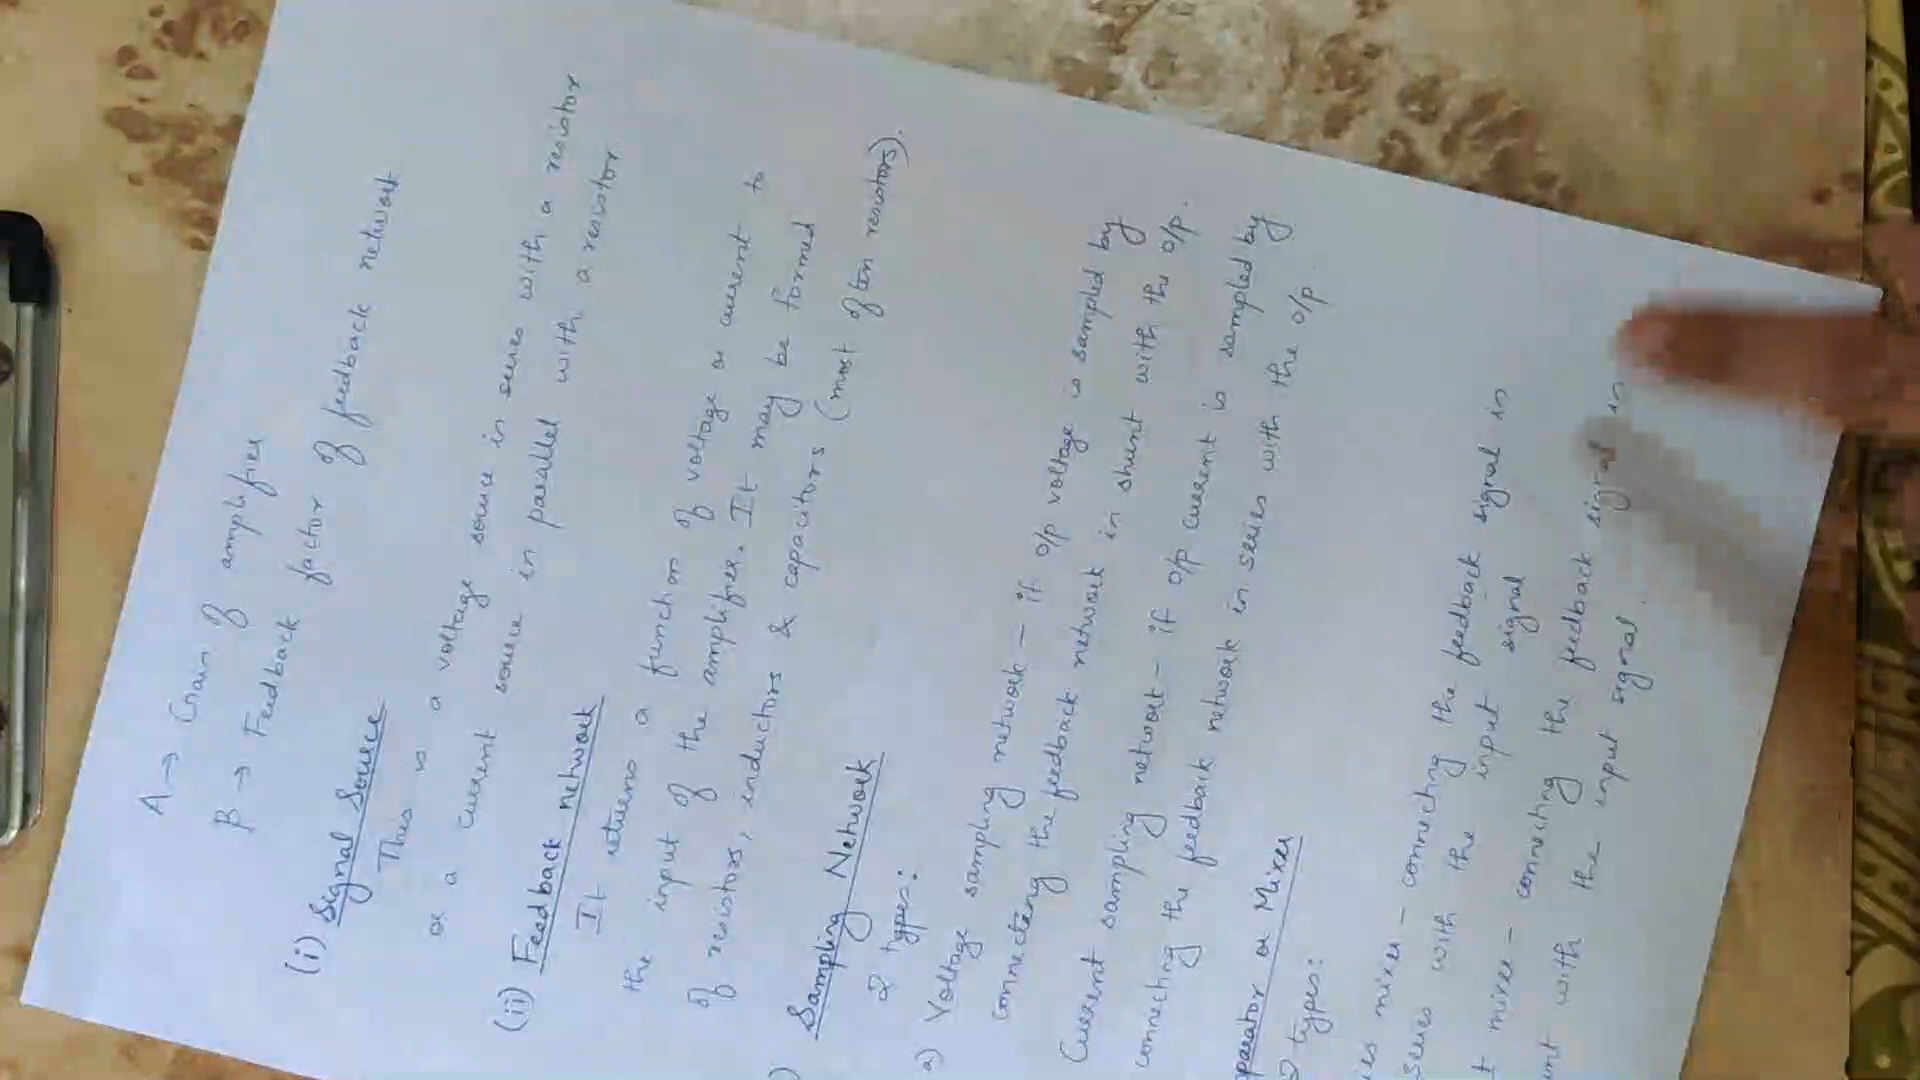 A → Gain of amplifier
β → Feedback factor of feedback network
(i) Signal Source
This is a voltage source in series with a resistor
or a current source in parallel with a resistor
(ii) Feedback network
It returns a function of voltage or current to
the input of the amplifier. It may be formed
of resistors, inductors & capacitors (most often resistors).
) Sampling Network
2 types:
a) Voltage sampling network - if o/p voltage is sampled by
connecting the feedback network in shunt with the o/p.
Current sampling network - if o/p current is sampled by
connecting the feedback network in series with the o/p.
or Mixer
2 types:
mixer - connecting the feedback signal in
series with the input signal
mixer - connecting the feedback signal in
with the input signal.